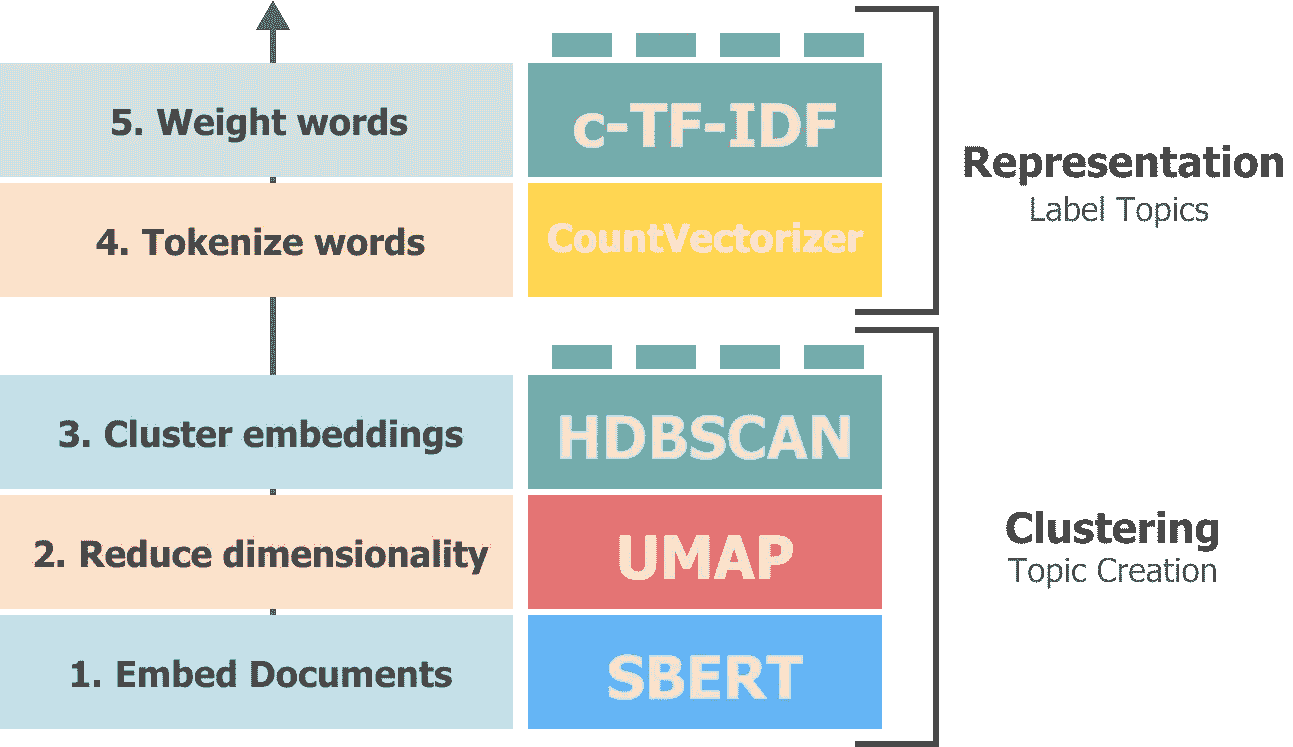 5. Weight words
c-TF-IDF
4. Tokenize words
CountVectorizer
Representation
Label Topics
3. Cluster embeddings
HDBSCAN
2. Reduce dimensionality
UMAP
1. Embed Documents
SBERT
Clustering
Topic Creation